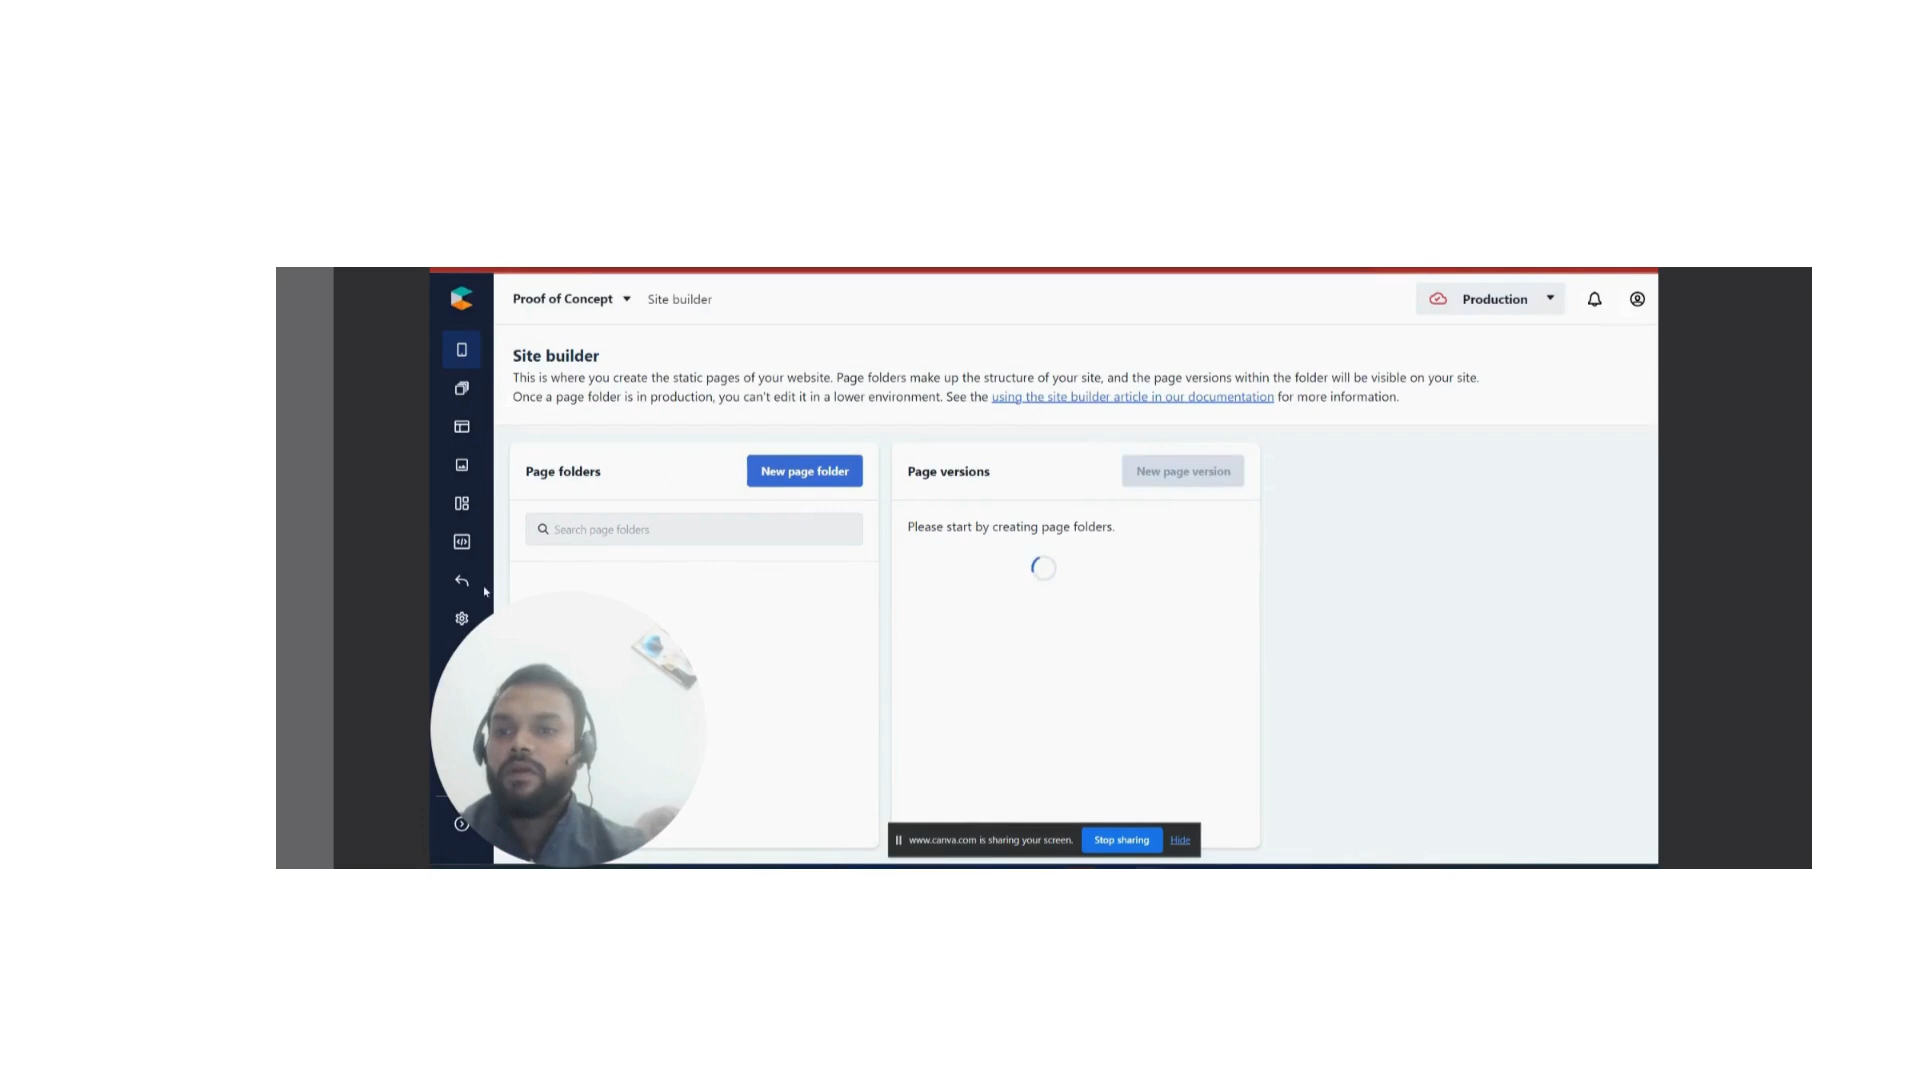 Proof of Concept Site builder
Production
Site builder
This is where you create the static pages of your website. Page folders make up the structure of your site, and the page versions within the folder will be visible on your site.
Once a page folder is in production, you can't edit it in a lower environment. See the using the site builder article in our documentation for more information.
Page folders
New page folder
Search page folders
Page versions
New page version
Please start by creating page folders.
www.canva.com is sharing your screen. Stop sharing Hide